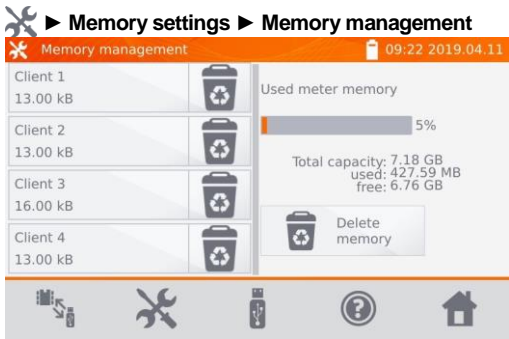 ► Memory settings ► Memory management
Memory management 09:22 2019.04.11
Client 1
13.00 kB
Client 2
13.00 kB
Client 3
16.00 kB
Client 4
13.00 kB
Used meter memory
5%
Total capacity: 7.18 GB
used: 427.59 MB
free: 6.76 GB
Delete
memory